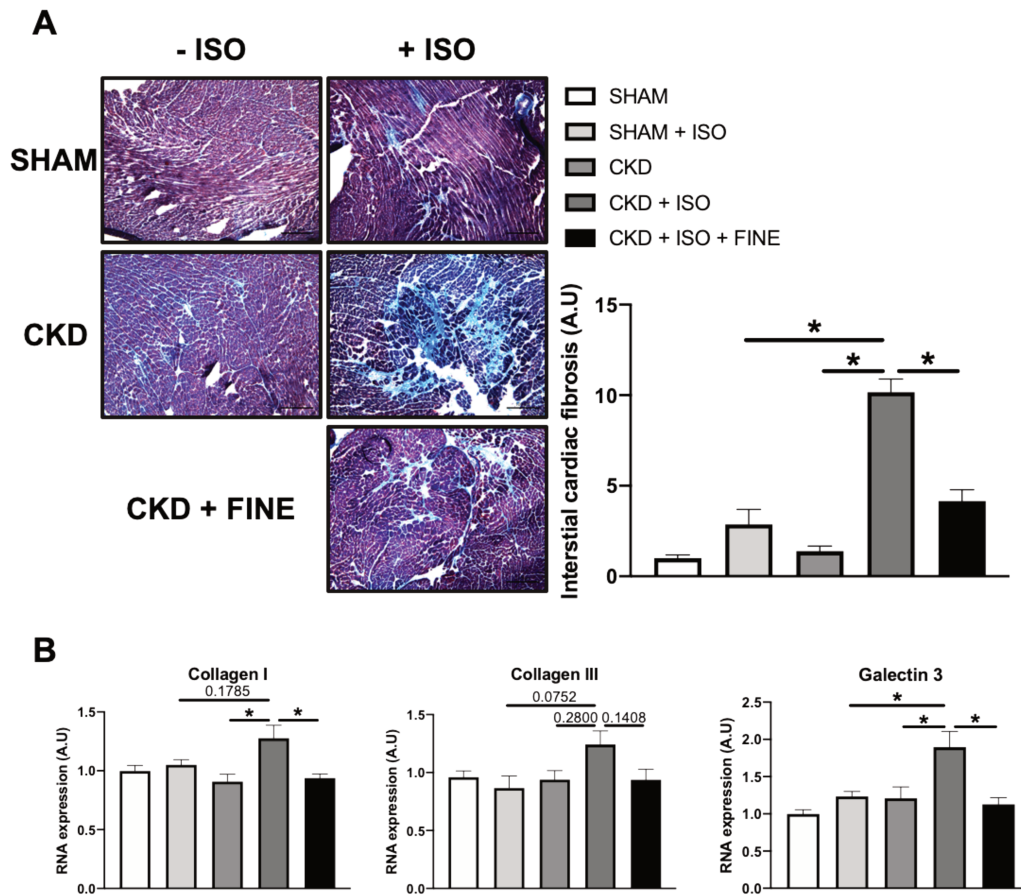 A
- ISO
+ ISO
SHAM
CKD
CKD + FINE
SHAM
SHAM + ISO
CKD
CKD + ISO
CKD + ISO + FINE
Interstial cardiac fibrosis (A.U)
15
10
5
0
*
*
*
B
Collagen I
0.1785
*
*
RNA expression (A.U)
1.5
1.0
0.5
0.0
Collagen III
0.0752
0.2800
0.1408
RNA expression (A.U)
1.5
1.0
0.5
0.0
Galectin 3
*
*
*
RNA expression (A.U)
2.5
2.0
1.5
1.0
0.5
0.0